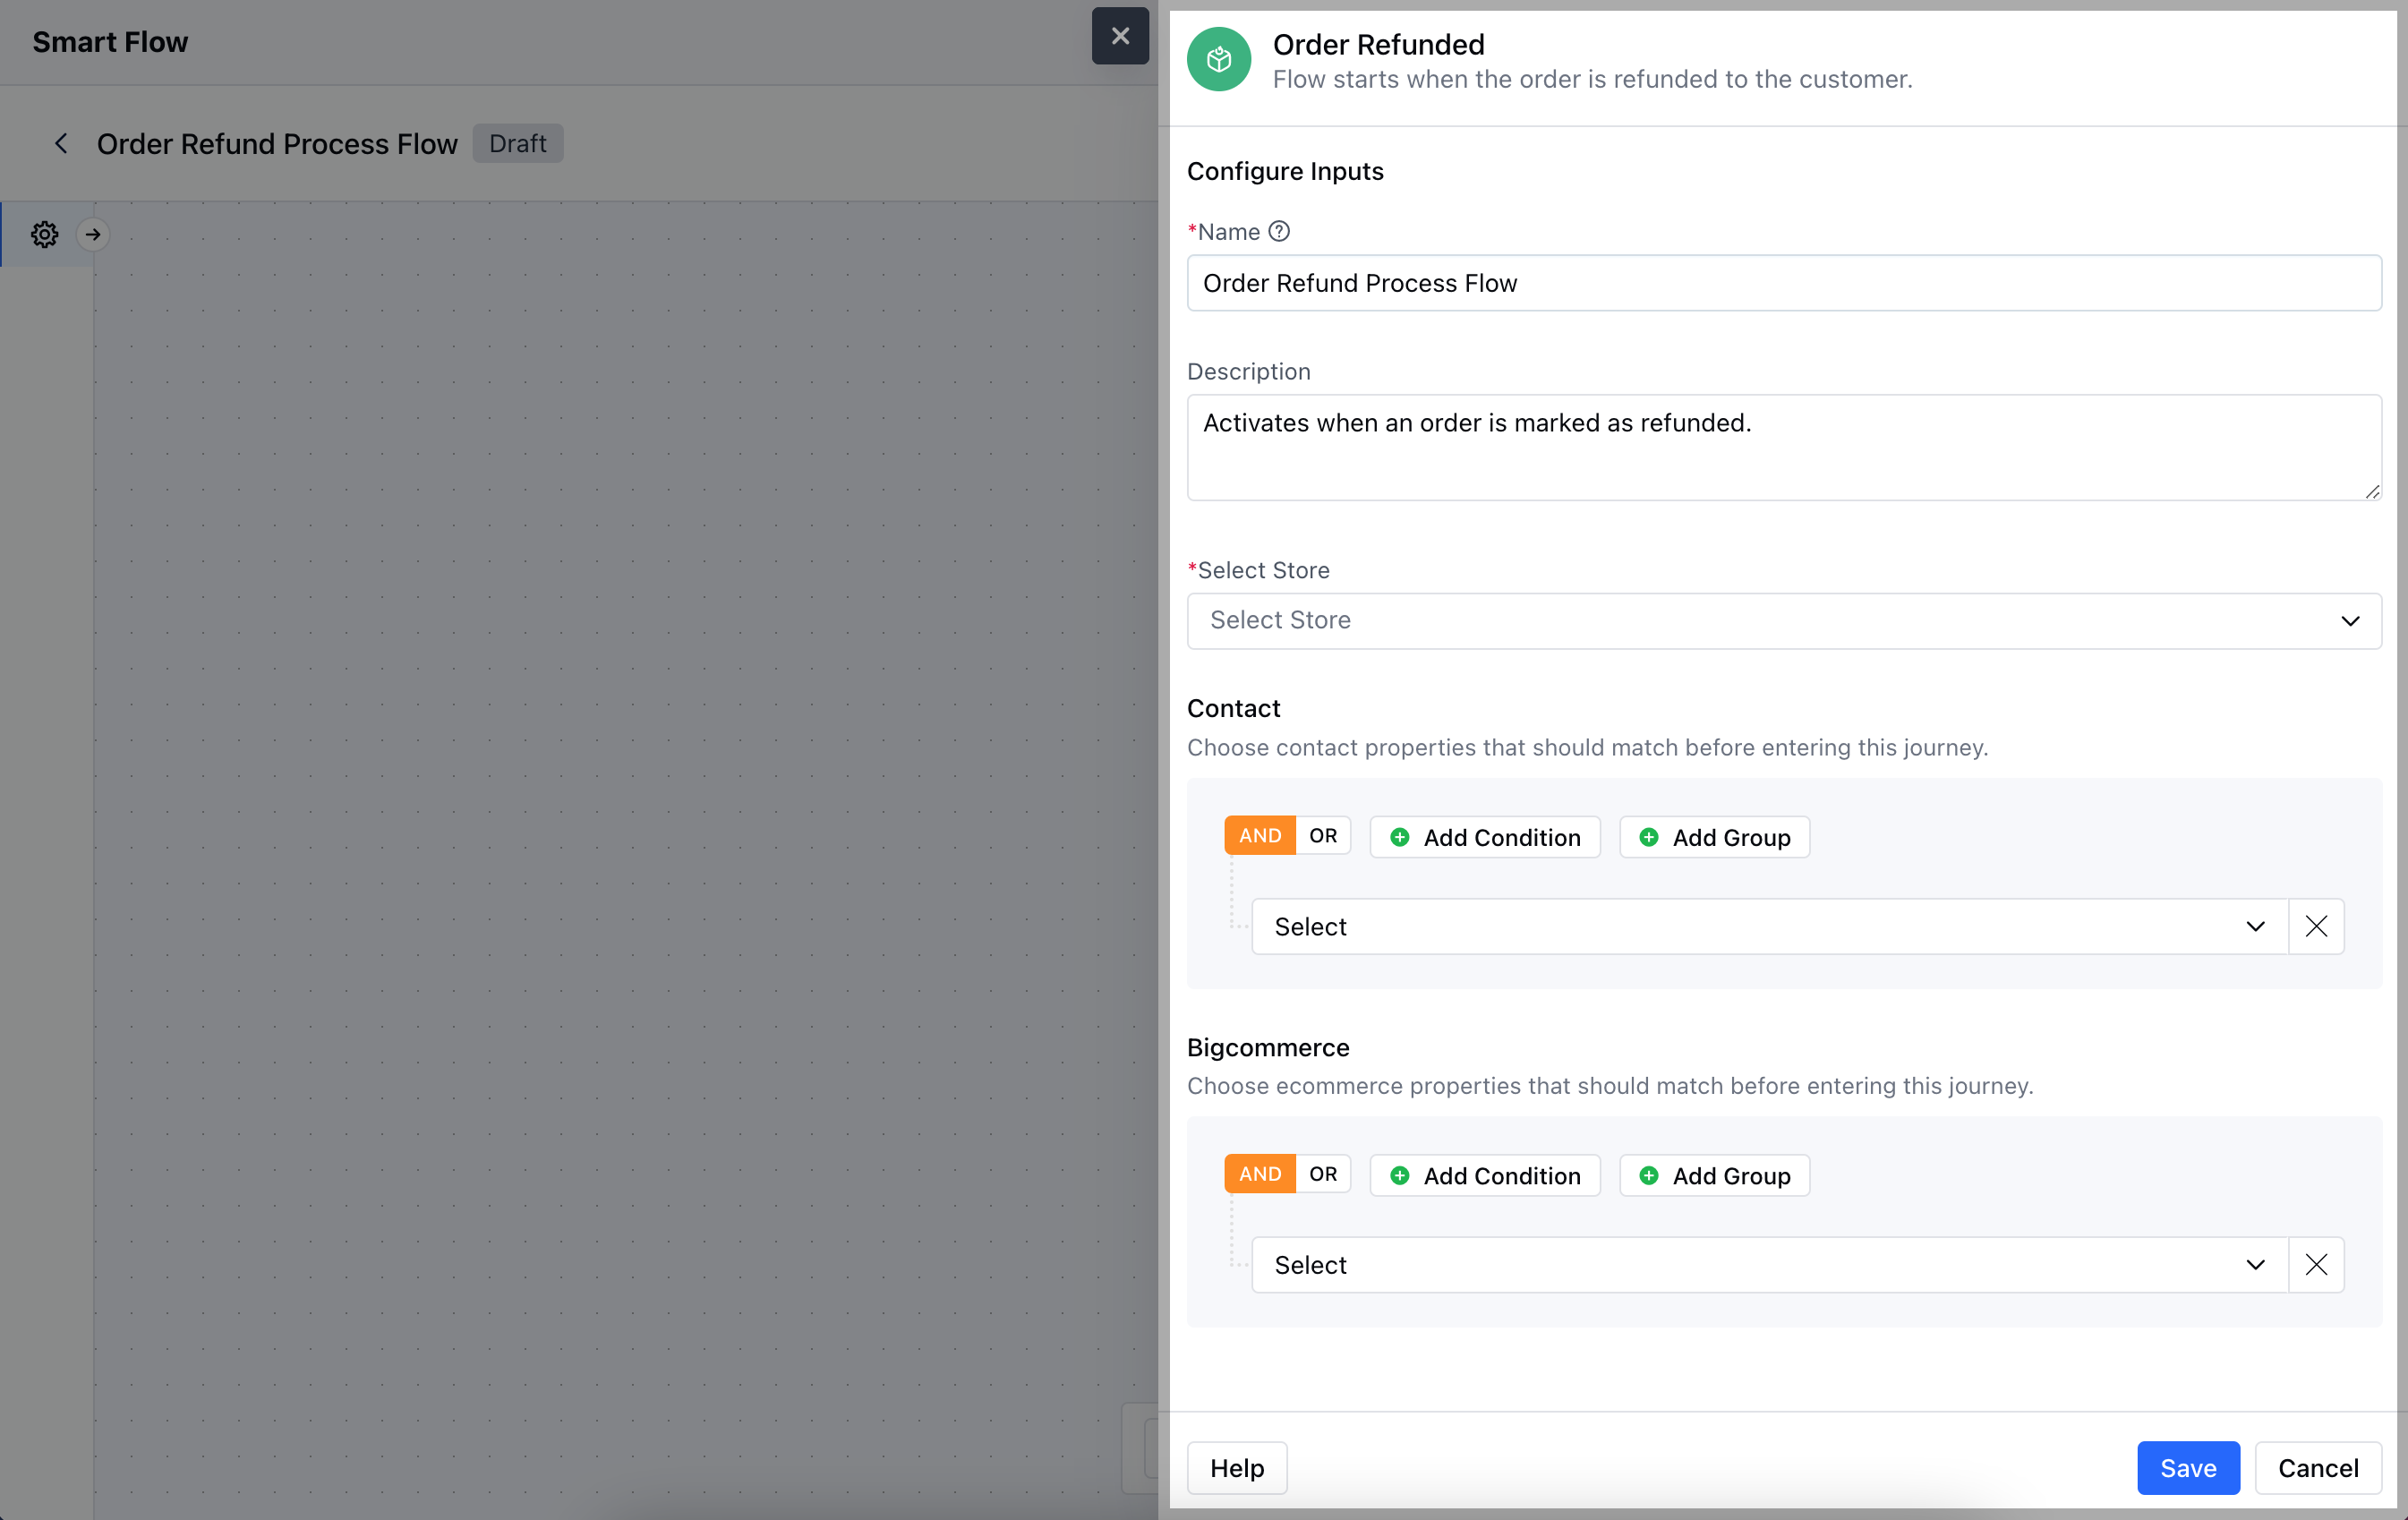 Smart Flow
Order Refund Process Flow
Draft
Order Refunded
Flow starts when the order is refunded to the customer.
Configure Inputs
*Name
Order Refund Process Flow
Description
Activates when an order is marked as refunded.
*Select Store
Select Store
Contact
Choose contact properties that should match before entering this journey.
AND OR Add Condition Add Group
Select
Bigcommerce
Choose ecommerce properties that should match before entering this journey.
AND OR Add Condition Add Group
Select
Help Save Cancel